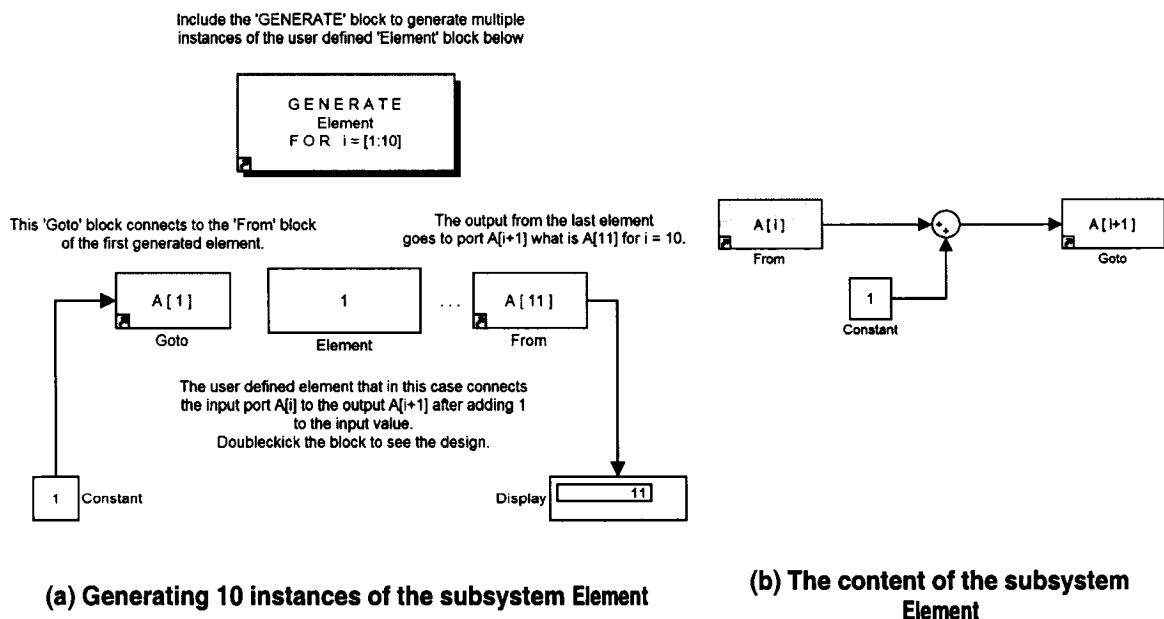 Include the 'GENERATE' block to generate multiple
instances of the user defined 'Element' block below
G E N E R A T E
Element
F O R i = [1:10]
This 'Goto' block connects to the 'From' block
of the first generated element.
The output from the last element
goes to port A[i+1] what is A[11] for i = 10.
A [ 1 ]
Goto
1
Element
. . .
A [ 11 ]
From
The user defined element that in this case connects
the input port A[i] to the output A[i+1] after adding 1
to the input value.
Doubleckick the block to see the design.
1
Constant
Display
11
(a) Generating 10 instances of the subsystem Element
A [ i ]
From
+
+
A [ i+1 ]
Goto
1
Constant
(b) The content of the subsystem
Element